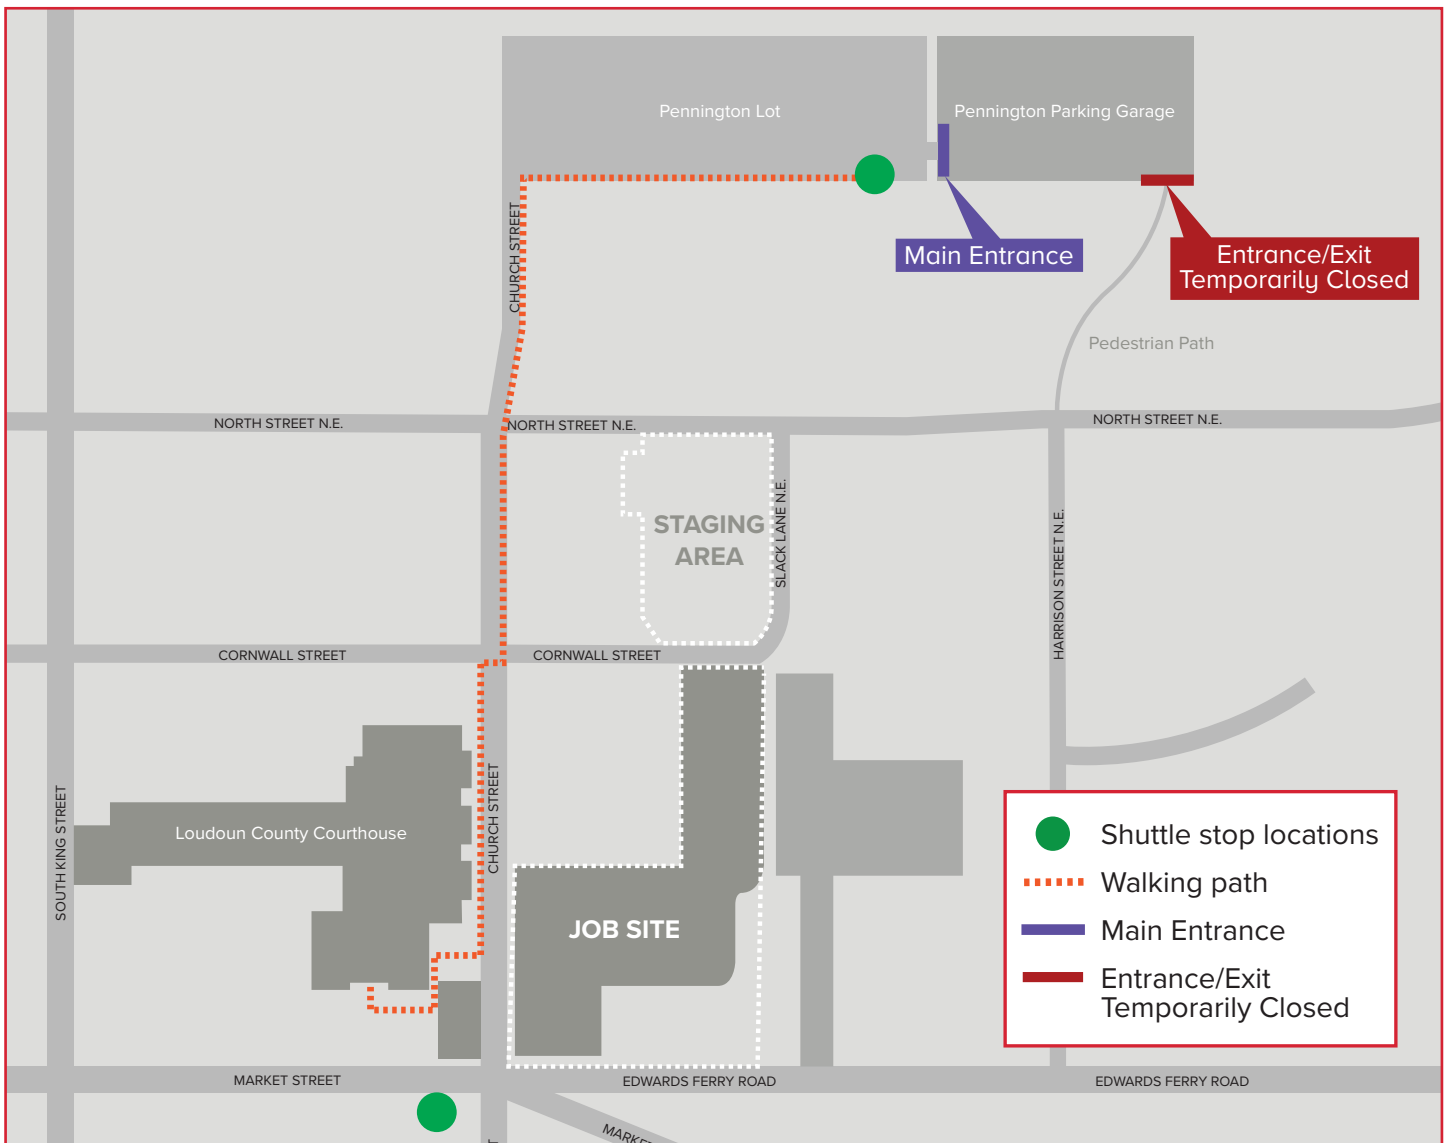 Pennington Lot
Pennington Parking Garage
CHURCH STREET
Main Entrance
Entrance/Exit
Temporarily Closed
Pedestrian Path
NORTH STREET N.E.
NORTH STREET N.E.
NORTH STREET N.E.
STAGING
AREA
SLACK LANE N.E.
HARRISON STREET N.E.
CORNWALL STREET
CORNWALL STREET
SOUTH KING STREET
Loudoun County Courthouse
CHURCH STREET
JOB SITE
Shuttle stop locations
Walking path
Main Entrance
Entrance/Exit
Temporarily Closed
MARKET STREET
EDWARDS FERRY ROAD
EDWARDS FERRY ROAD